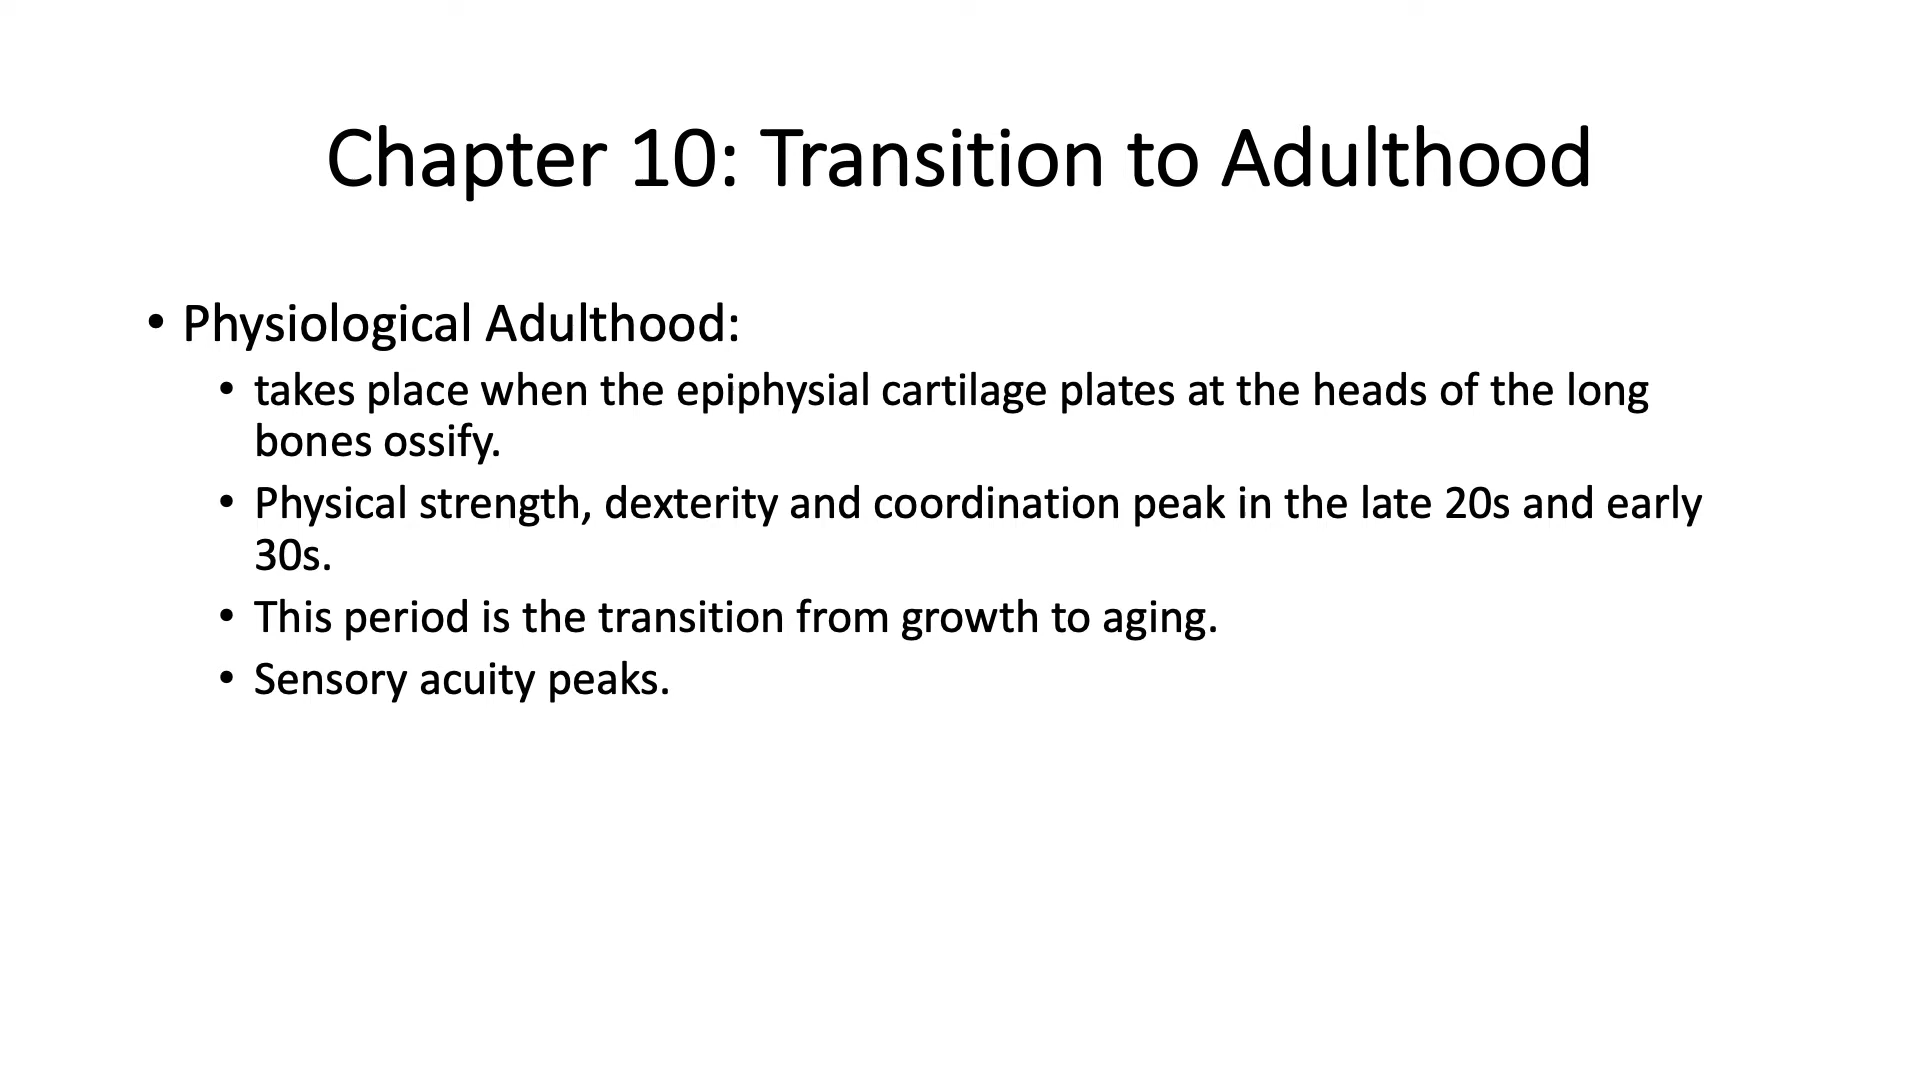 Chapter 10: Transition to Adulthood
• Physiological Adulthood:
• takes place when the epiphysial cartilage plates at the heads of the long
bones ossify.
• Physical strength, dexterity and coordination peak in the late 20s and early
30s.
• This period is the transition from growth to aging.
• Sensory acuity peaks.